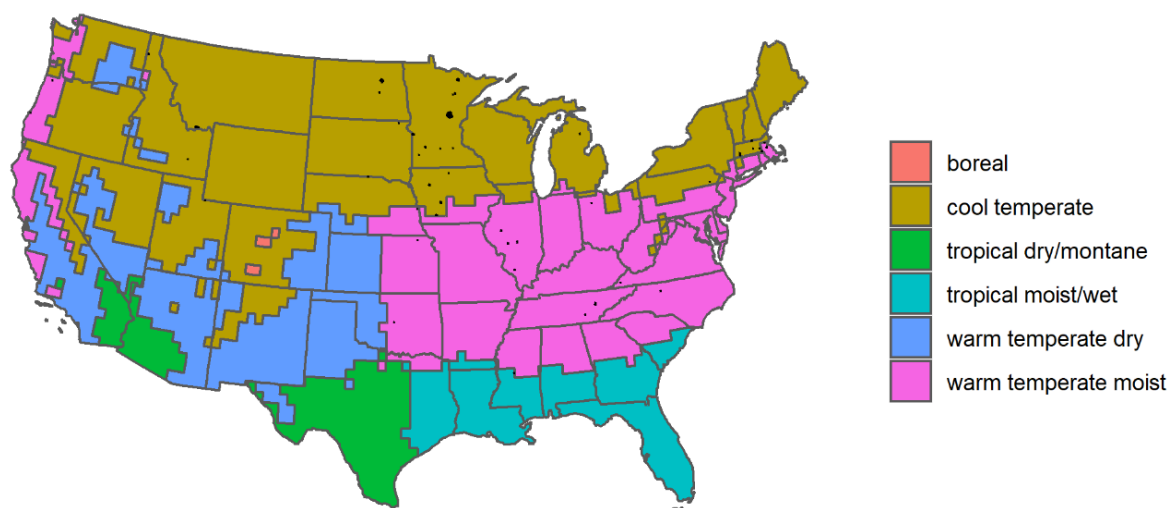 boreal
cool temperate
tropical dry/montane
tropical moist/wet
warm temperate dry
warm temperate moist